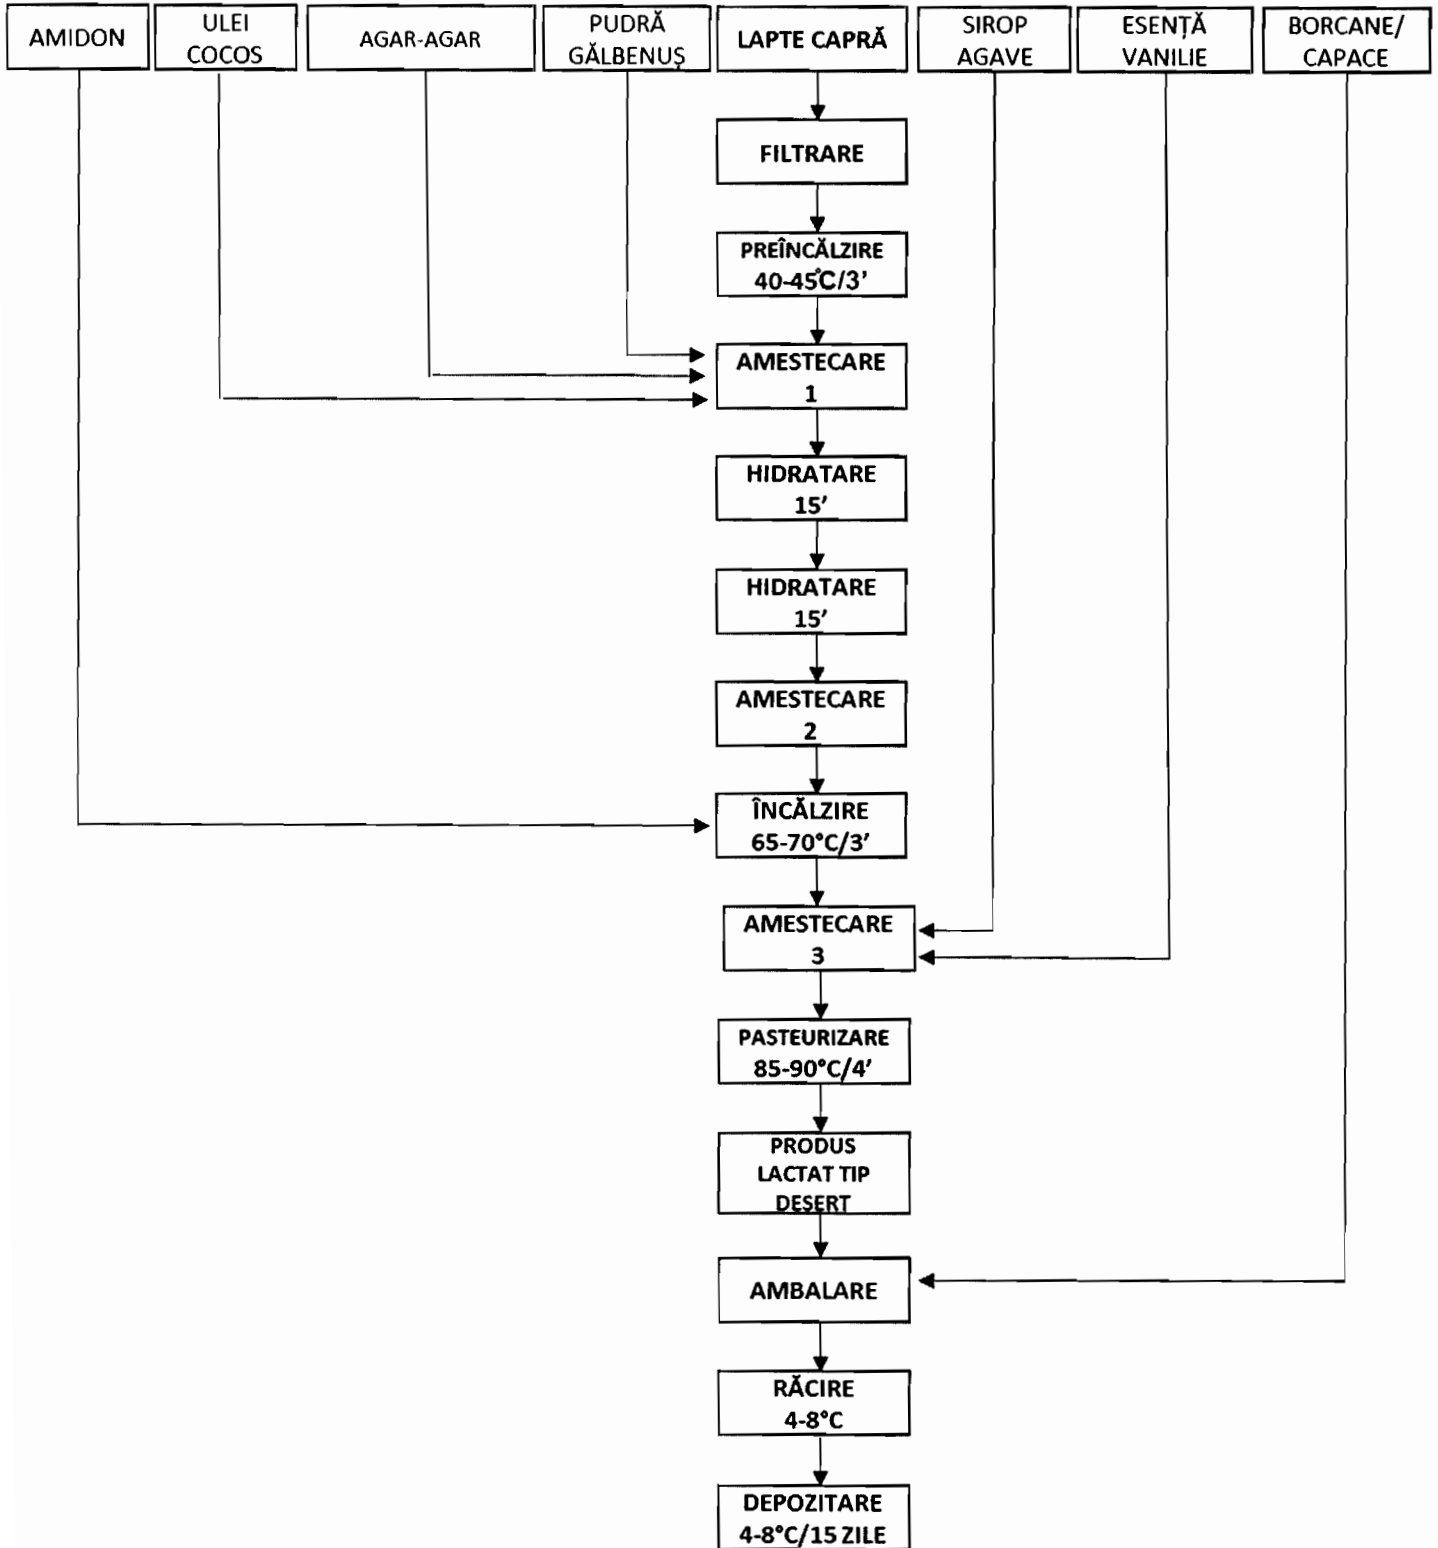 AMIDON
ULEI
COCOS
AGAR-AGAR
PUDRĂ
GĂLBENUȘ
LAPTE CAPRĂ
SIROP
AGAVE
ESENȚĂ
VANILIE
BORCANE/
CAPACE
FILTRARE
PREÎNCĂLZIRE
40-45°C/3’
AMESTECARE
1
HIDRATARE
15’
HIDRATARE
15’
AMESTECARE
2
ÎNCĂLZIRE
65-70°C/3’
AMESTECARE
3
PASTEURIZARE
85-90°C/4’
PRODUS
LACTAT TIP
DESERT
AMBALARE
RĂCIRE
4-8°C
DEPOZITARE
4-8°C/15 ZILE